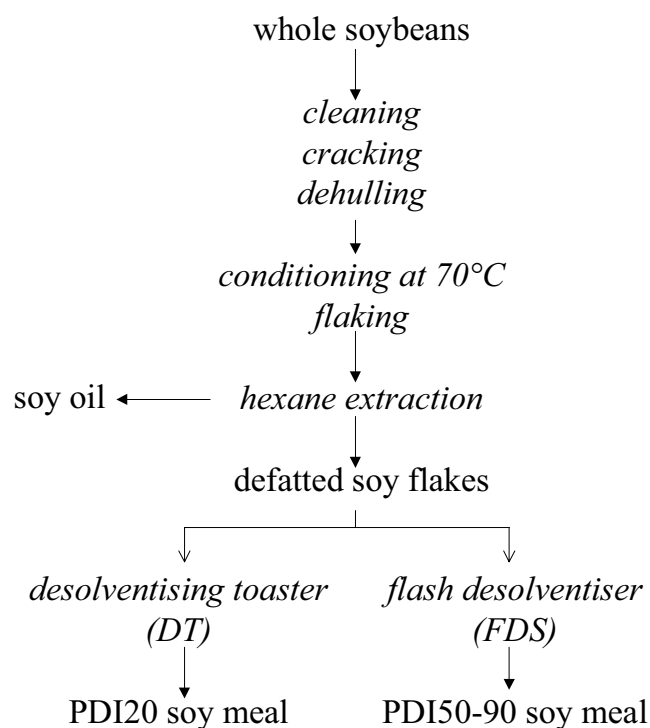 whole soybeans
cleaning
cracking
dehulling
conditioning at 70°C
flaking
soy oil
hexane extraction
defatted soy flakes
desolventising toaster
(DT)
flash desolventiser
(FDS)
PDI20 soy meal
PDI50-90 soy meal